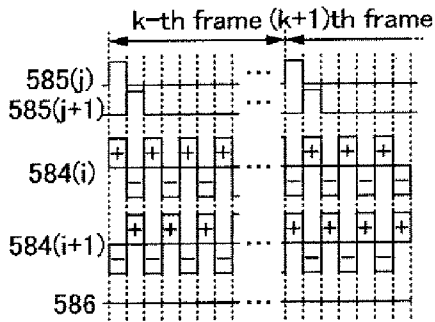 k-th frame (k+1)th frame
585(j) ... 
585(j+1) ...
+ + + + + +
584(i) ...
− − − − − − −
+ + + + + + +
584(i+1) ...
− − − − − −
586 ...